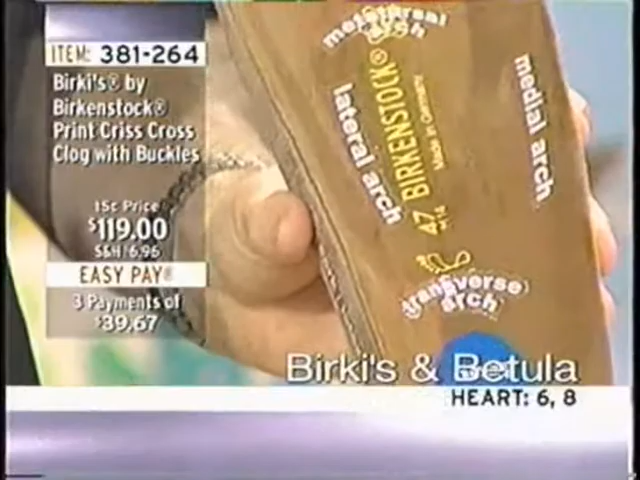 ITEM: 381-264
Birki's® by
Birkenstock®
Print Criss Cross
Clog with Buckles
15c Price
$119.00
S&H $6.96
EASY PAY®
3 Payments of
$39.67
metatarsal
arch
lateral arch
BIRKENSTOCK®
Made in Germany
medial arch
47
transverse
arch
Birki's & Betula
HEART: 6, 8